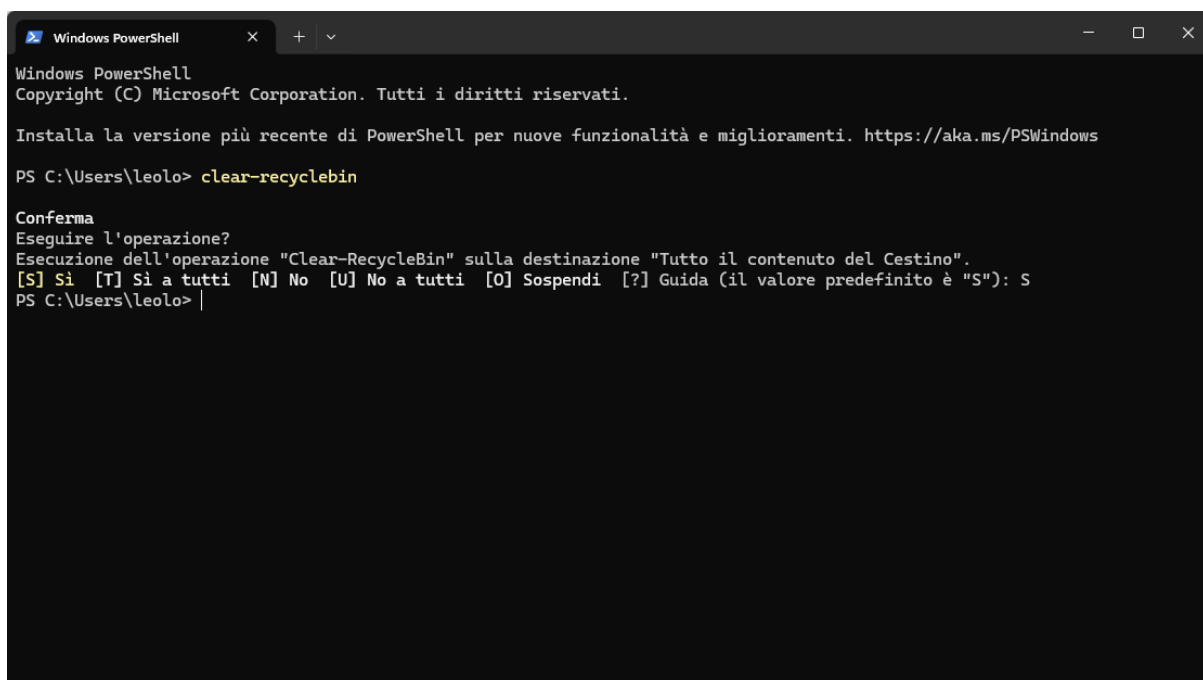 Windows PowerShell
Windows PowerShell
Copyright (C) Microsoft Corporation. Tutti i diritti riservati.
Installa la versione più recente di PowerShell per nuove funzionalità e miglioramenti. https://aka.ms/PSWindows
PS C:\Users\leolo> clear-recyclebin
Conferma
Eseguire l'operazione?
Esecuzione dell'operazione "Clear-RecycleBin" sulla destinazione "Tutto il contenuto del Cestino".
[S] Sì  [T] Sì a tutti  [N] No  [U] No a tutti  [O] Sospendi  [?] Guida (il valore predefinito è "S"): S
PS C:\Users\leolo>